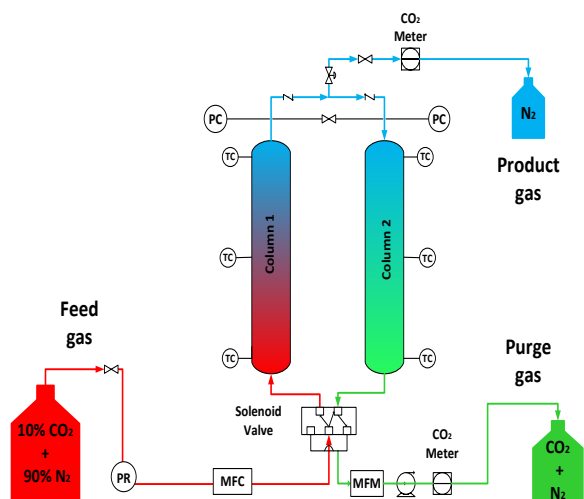 CO₂
Meter
N₂
Product
gas
PC
PC
TC
TC
Column 1
Column 2
TC
TC
TC
TC
Feed
gas
Purge
gas
Solenoid
Valve
10% CO₂
+
90% N₂
PR
MFC
MFM
CO₂
Meter
CO₂
+
N₂